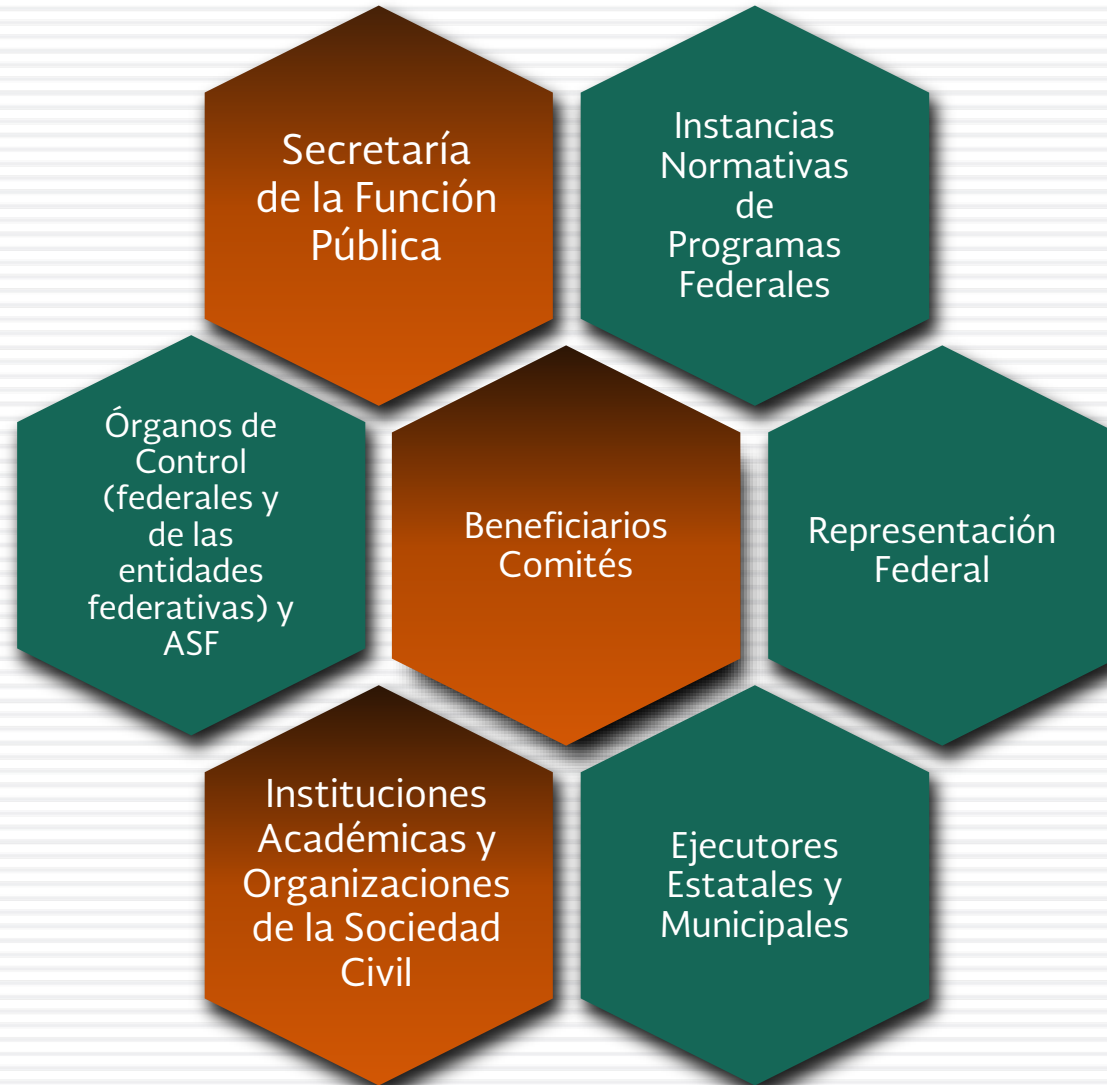 Secretaría
de la Función
Pública
Instancias
Normativas
de
Programas
Federales
Órganos de
Control
(federales y
de las
entidades
federativas) y
ASF
Beneficiarios
Comités
Representación
Federal
Instituciones
Académicas y
Organizaciones
de la Sociedad
Civil
Ejecutores
Estatales y
Municipales